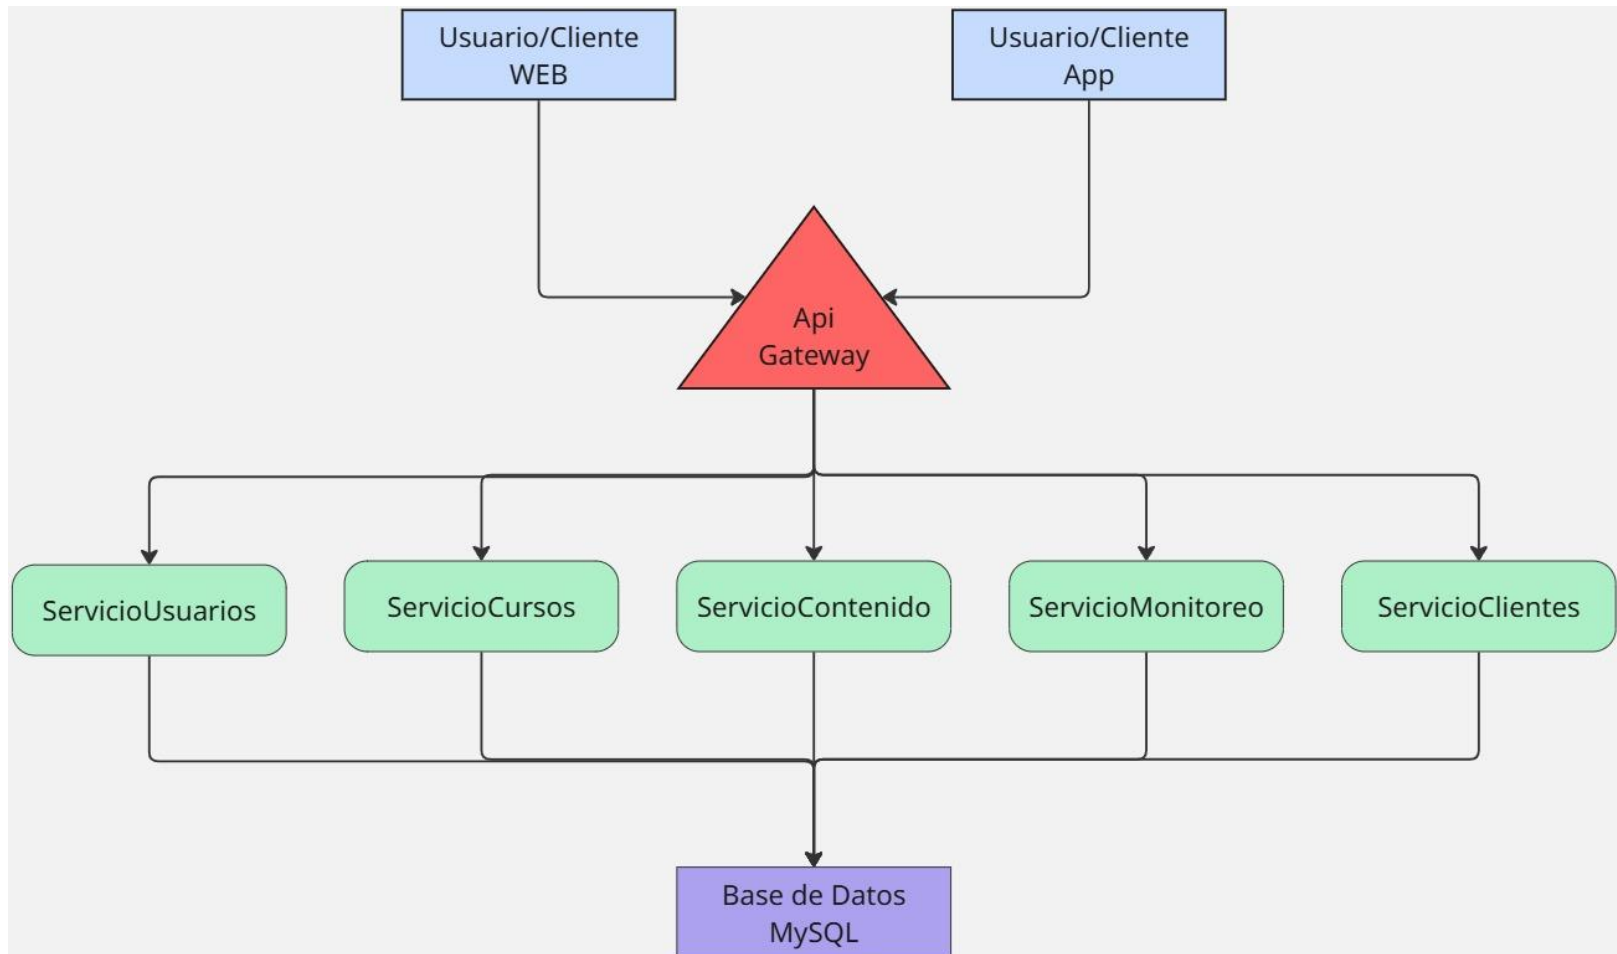 Usuario/Cliente
WEB
Usuario/Cliente
App
Api
Gateway
ServicioUsuarios
ServicioCursos
ServicioContenido
ServicioMonitoreo
ServicioClientes
Base de Datos
MySQL